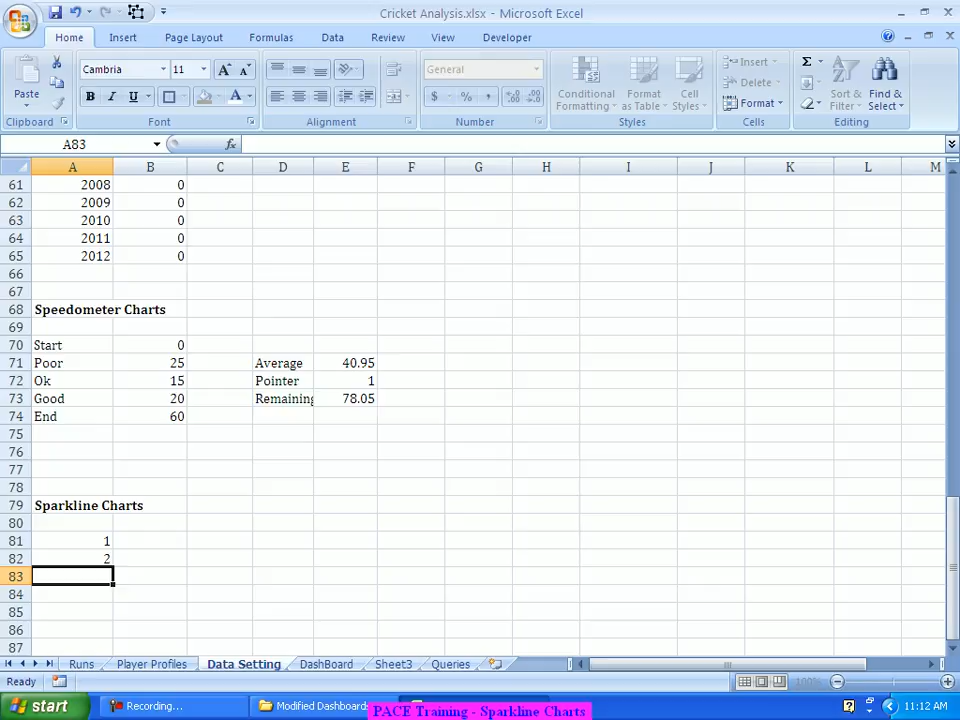 Cricket Analysis.xlsx - Microsoft Excel
Home Insert Page Layout Formulas Data Review View Developer
Paste Cambria 11 General Conditional Formatting Format as Table Cell Styles Insert Delete Format Sort & Filter Find & Select
B I U A $ % ,
Clipboard Font Alignment Number Styles Cells Editing
A83 fx
A B C D E F G H I J K L M
61 2008 0
62 2009 0
63 2010 0
64 2011 0
65 2012 0
66
67
68 Speedometer Charts
69
70 Start 0
71 Poor 25 Average 40.95
72 Ok 15 Pointer 1
73 Good 20 Remaining 78.05
74 End 60
75
76
77
78
79 Sparkline Charts
80
81 1
82 2
83
84
85
86
87
Runs Player Profiles Data Setting DashBoard Sheet3 Queries
Ready 100%
start Recording... Modified Dashboard 11:12 AM
PACE Training - Sparkline Charts